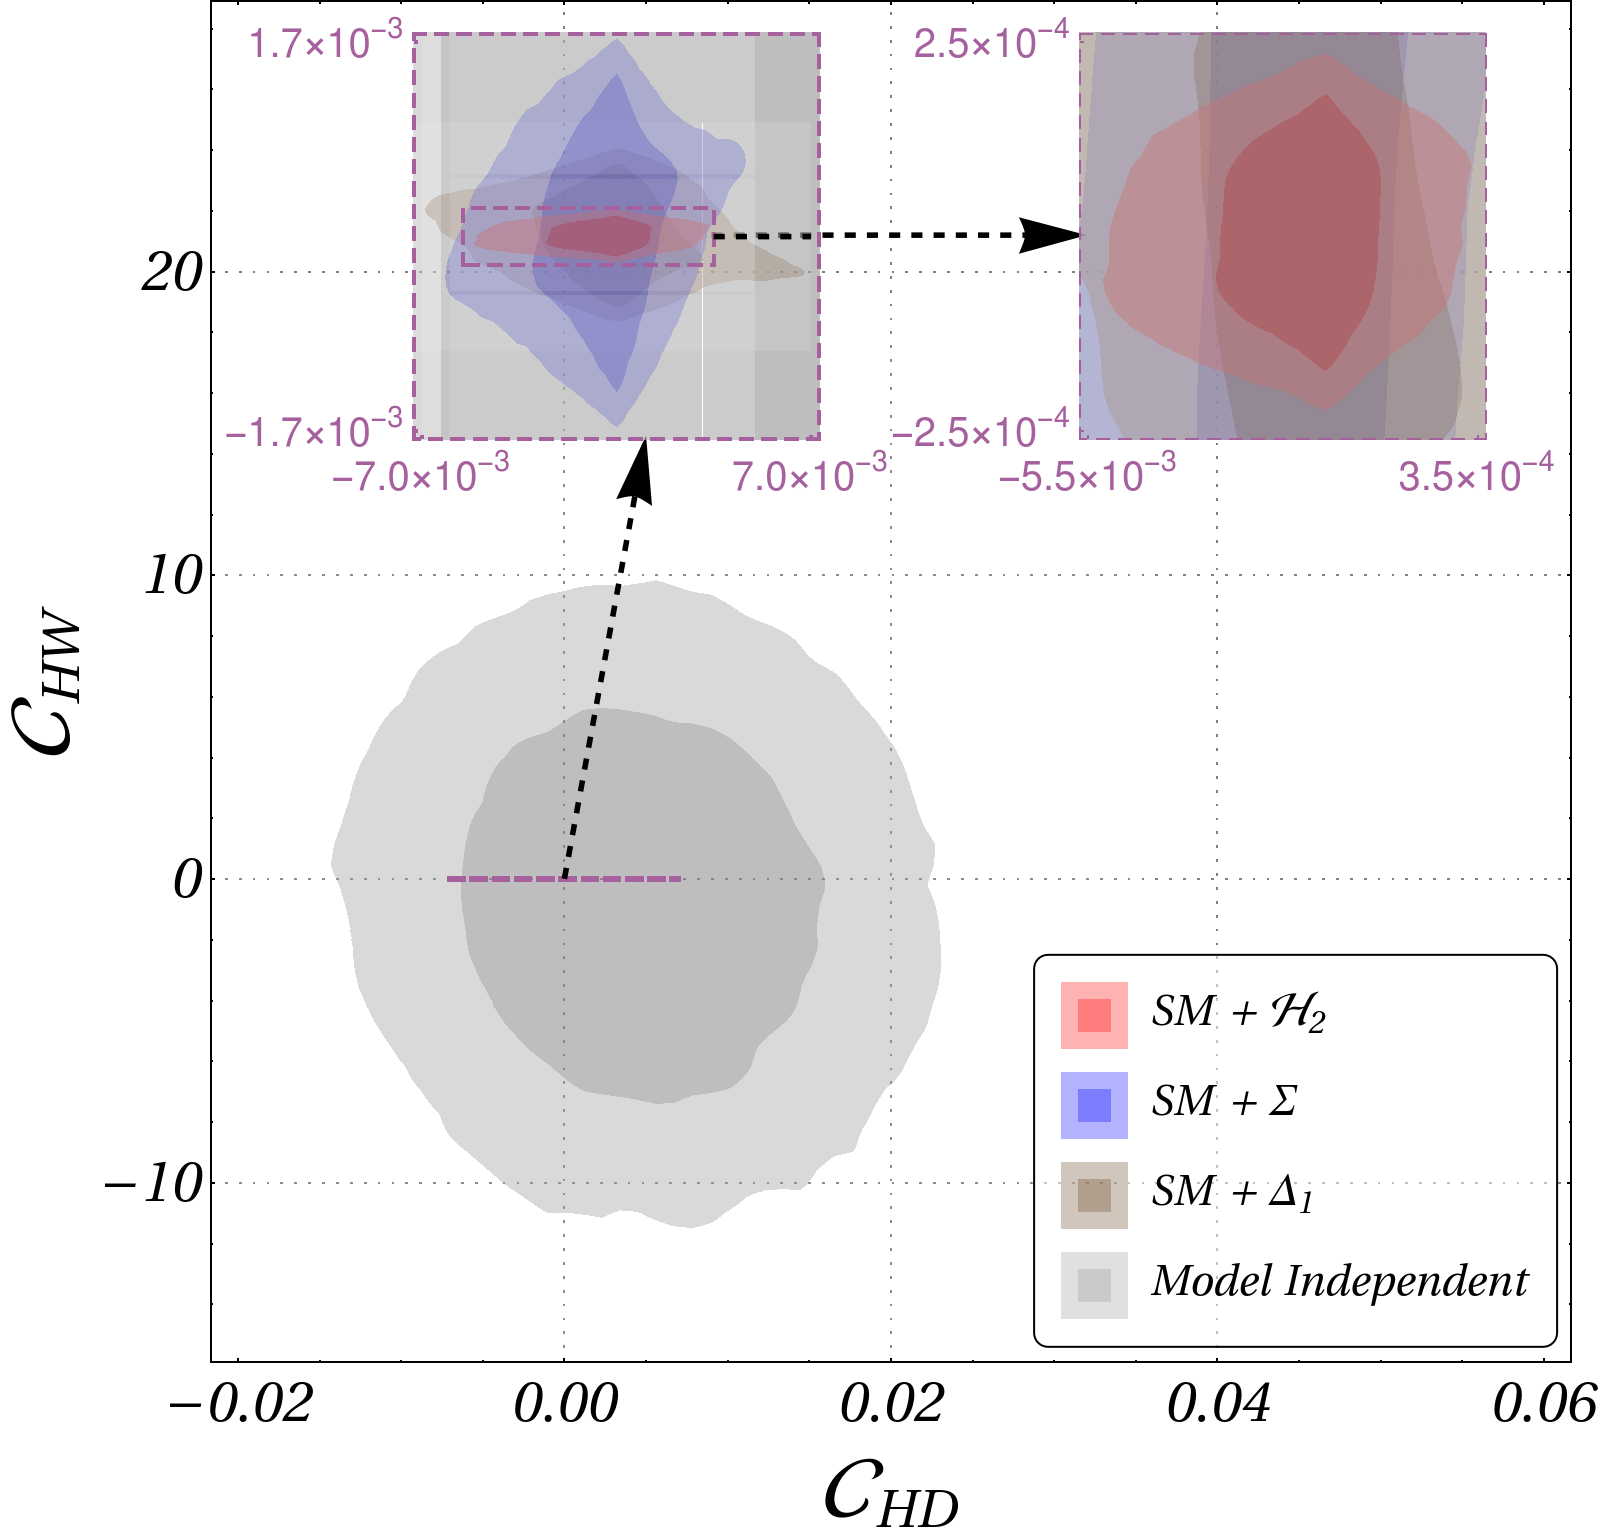 1.7×10⁻³
2.5×10⁻⁴
−1.7×10⁻³
−2.5×10⁻⁴
−7.0×10⁻³
7.0×10⁻³
−5.5×10⁻³
3.5×10⁻⁴
20
10
0
−10
C_HW
SM + ℋ₂
SM + Σ
SM + Δ₁
Model Independent
−0.02
0.00
0.02
0.04
0.06
C_HD